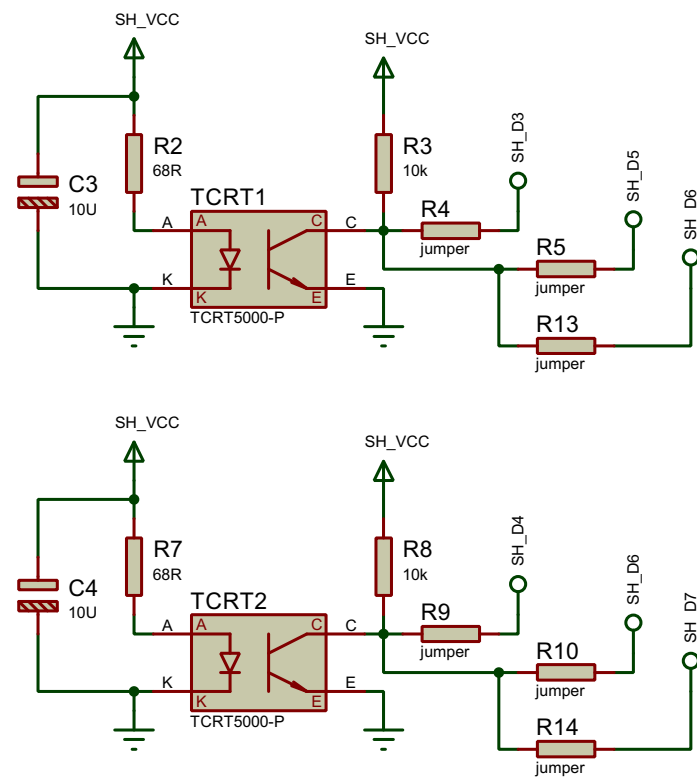 SH_VCC
SH_VCC
R2
68R
R3
10k
SH_D3
SH_D5
SH_D6
C3
10U
TCRT1
A
A
C
C
R4
jumper
R5
jumper
K
K
E
E
TCRT5000-P
R13
jumper
SH_VCC
SH_VCC
R7
68R
R8
10k
SH_D4
SH_D6
SH_D7
C4
10U
TCRT2
A
A
C
C
R9
jumper
R10
jumper
K
K
E
E
TCRT5000-P
R14
jumper